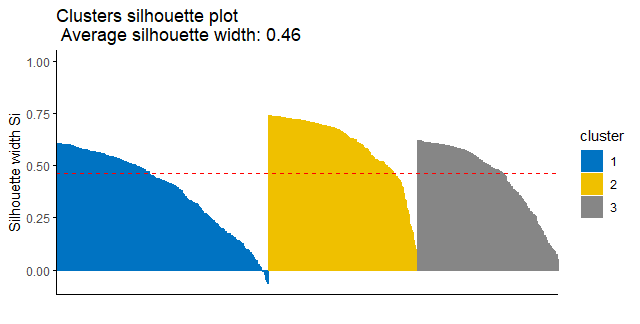 Clusters silhouette plot
Average silhouette width: 0.46
1.00
0.75
0.50
0.25
0.00
Silhouette width Si
cluster
1
2
3